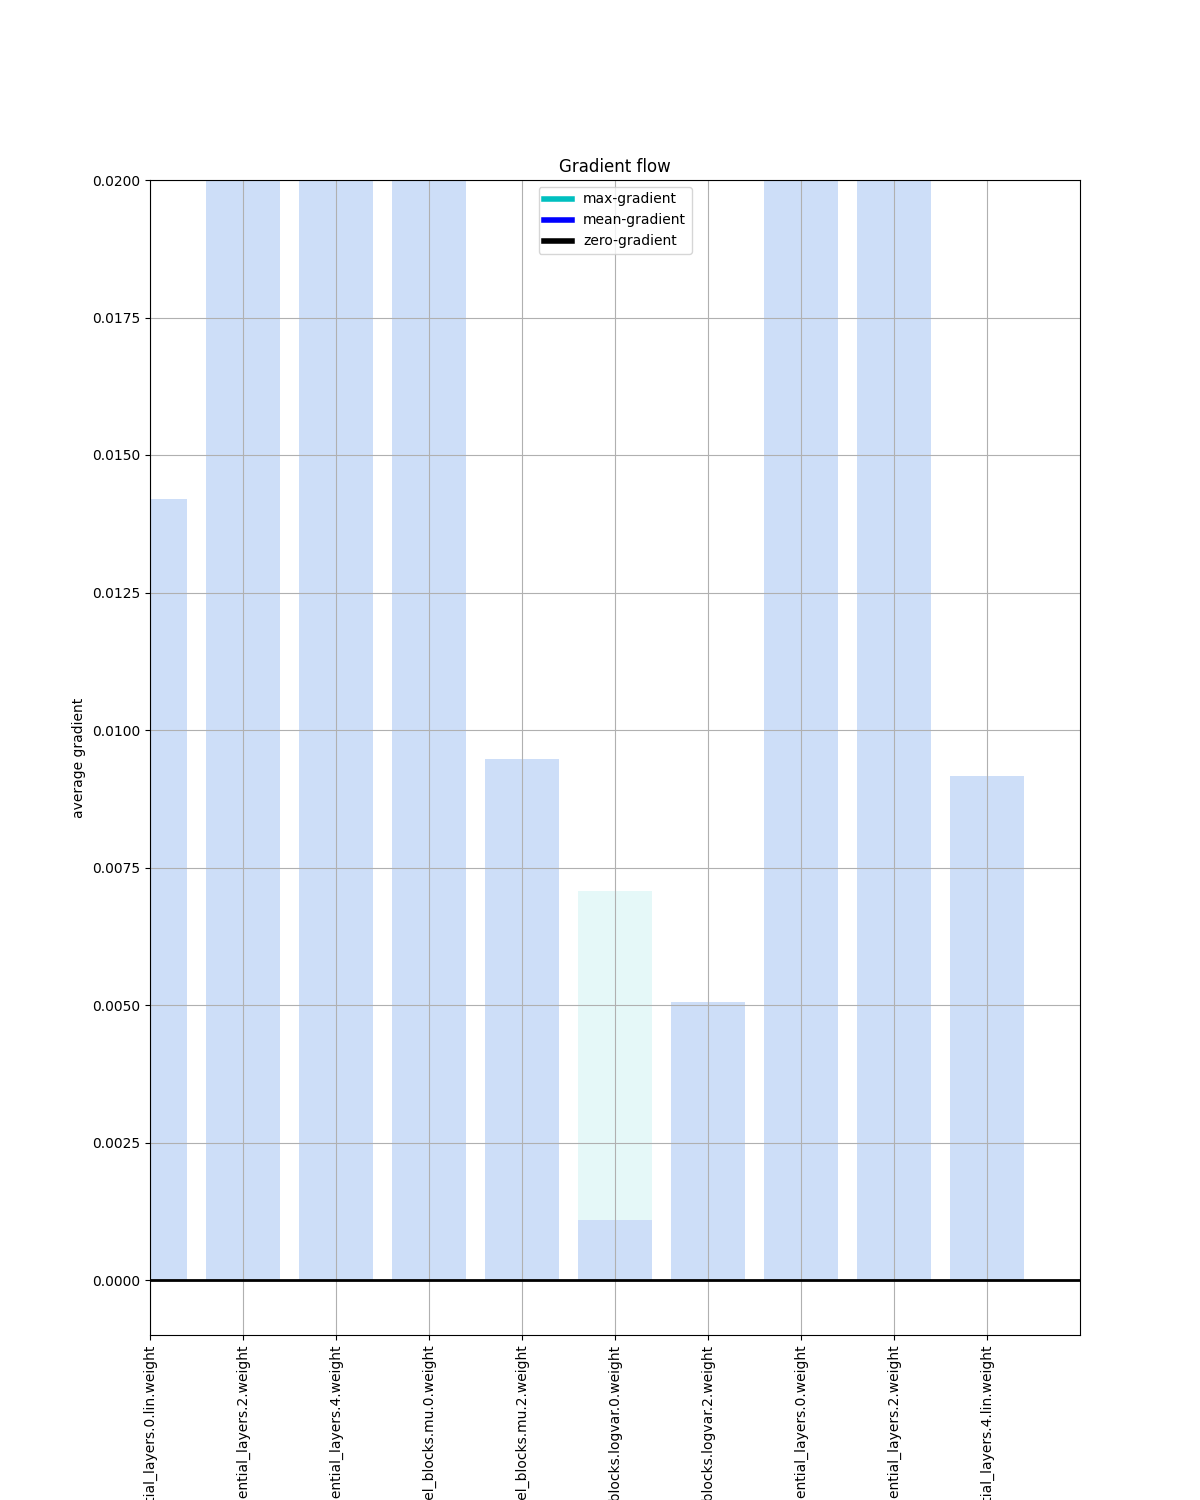 Gradient flow
max-gradient
mean-gradient
zero-gradient
0.0200
0.0175
0.0150
0.0125
0.0100
0.0075
0.0050
0.0025
0.0000
average gradient
tial_layers.0.lin.weight
ential_layers.2.weight
ential_layers.4.weight
el_blocks.mu.0.weight
el_blocks.mu.2.weight
blocks.logvar.0.weight
blocks.logvar.2.weight
ential_layers.0.weight
ential_layers.2.weight
tial_layers.4.lin.weight